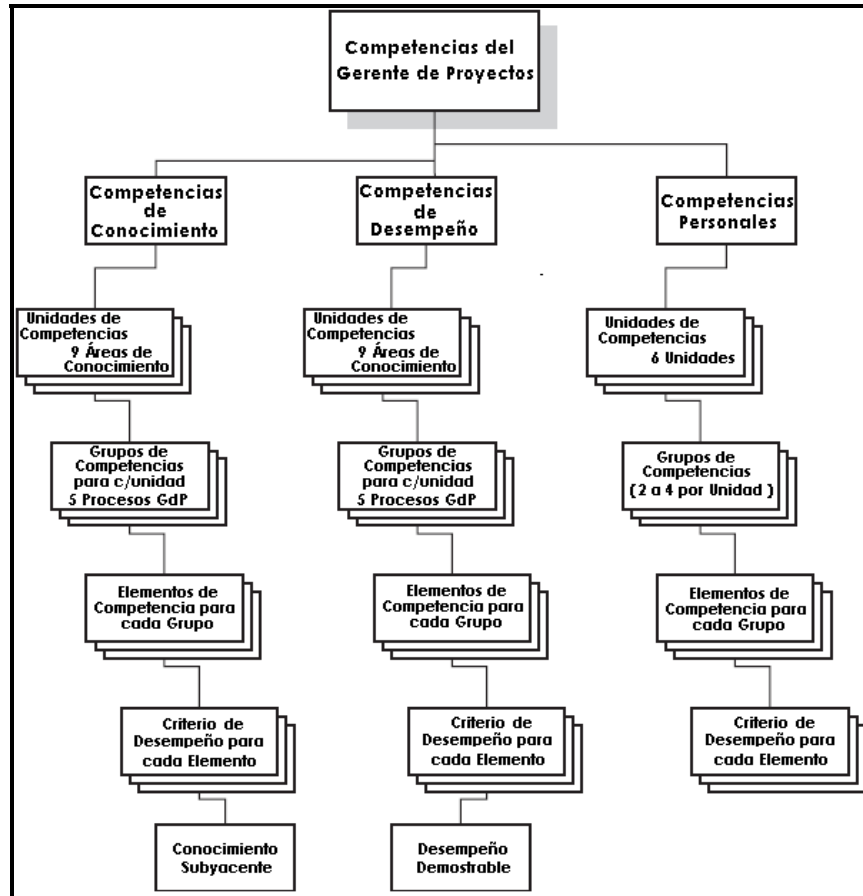 Competencias del
Gerente de Proyectos
Competencias
de
Conocimiento
Competencias
de
Desempeño
Competencias
Personales
Unidades de
Competencias
9 Áreas de
Conocimiento
Unidades de
Competencias
9 Áreas de
Conocimiento
Unidades de
Competencias
6 Unidades
Grupos de
Competencias
para c/unidad
5 Procesos GdP
Grupos de
Competencias
para c/unidad
5 Procesos GdP
Grupos de
Competencias
(2 a 4 por Unidad )
Elementos de
Competencia para
cada Grupo
Elementos de
Competencia para
cada Grupo
Elementos de
Competencia para
cada Grupo
Criterio de
Desempeño para
cada Elemento
Criterio de
Desempeño para
cada Elemento
Criterio de
Desempeño para
cada Elemento
Conocimiento
Subyacente
Desempeño
Demostrable